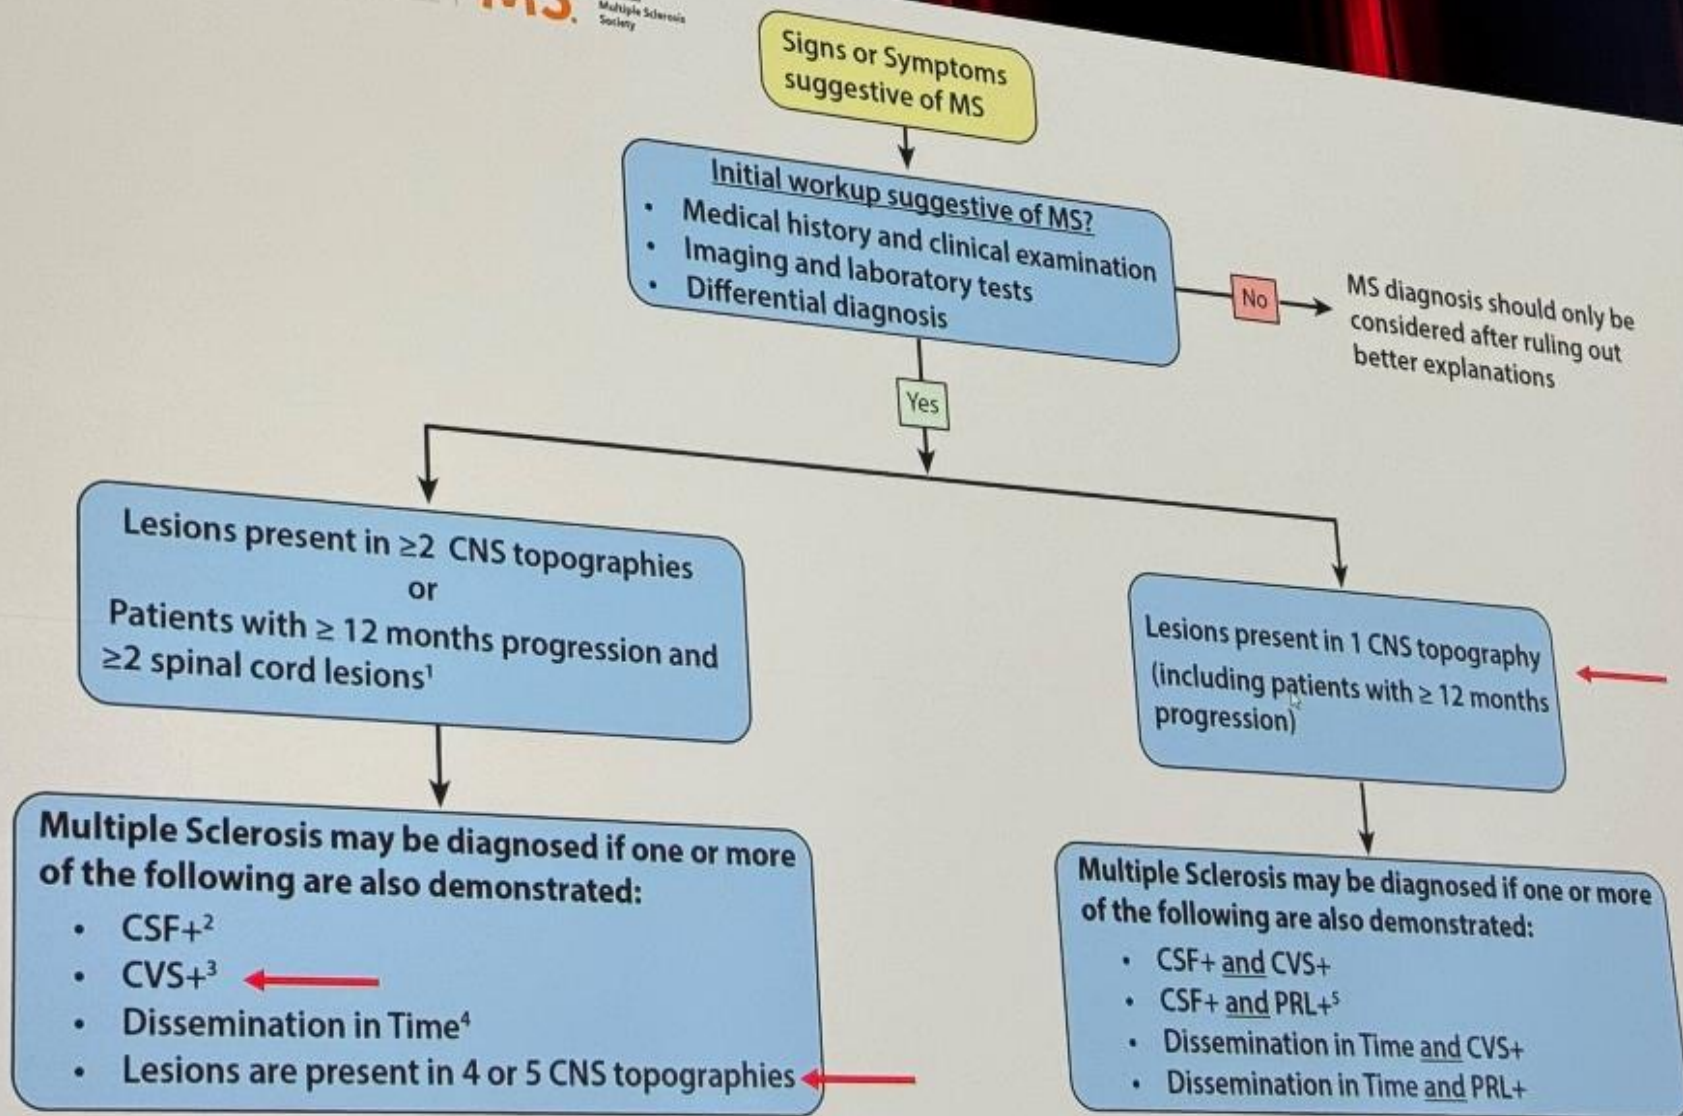 MS.
Multiple Sclerosis
Society
Signs or Symptoms
suggestive of MS
Initial workup suggestive of MS?
• Medical history and clinical examination
• Imaging and laboratory tests
• Differential diagnosis
No
MS diagnosis should only be
considered after ruling out
better explanations
Yes
Lesions present in ≥2 CNS topographies
or
Patients with ≥ 12 months progression and
≥2 spinal cord lesions¹
Lesions present in 1 CNS topography
(including patients with ≥ 12 months
progression)
Multiple Sclerosis may be diagnosed if one or more
of the following are also demonstrated:
• CSF+²
• CVS+³
• Dissemination in Time⁴
• Lesions are present in 4 or 5 CNS topographies
Multiple Sclerosis may be diagnosed if one or more
of the following are also demonstrated:
• CSF+ and CVS+
• CSF+ and PRL+⁵
• Dissemination in Time and CVS+
• Dissemination in Time and PRL+